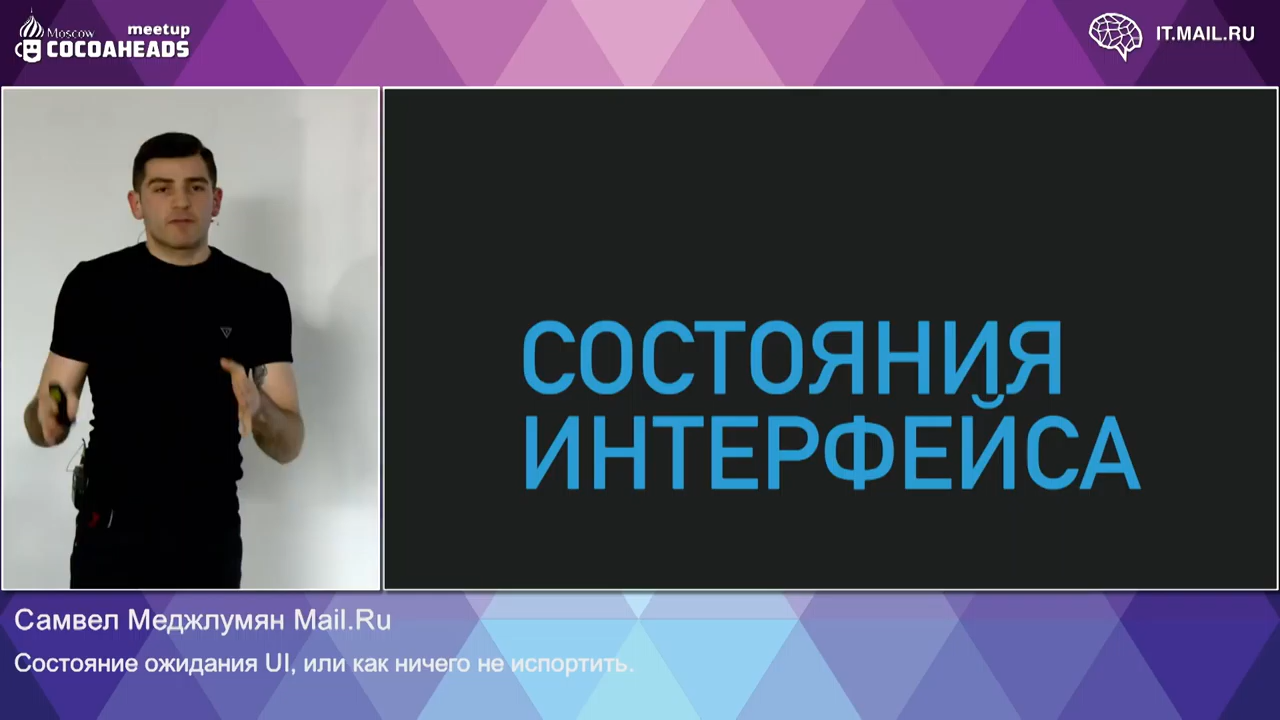 Moscow meetup
COCOAHEADS
IT.MAIL.RU
СОСТОЯНИЯ
ИНТЕРФЕЙСА
Самвел Меджлумян Mail.Ru
Состояние ожидания UI, или как ничего не испортить.